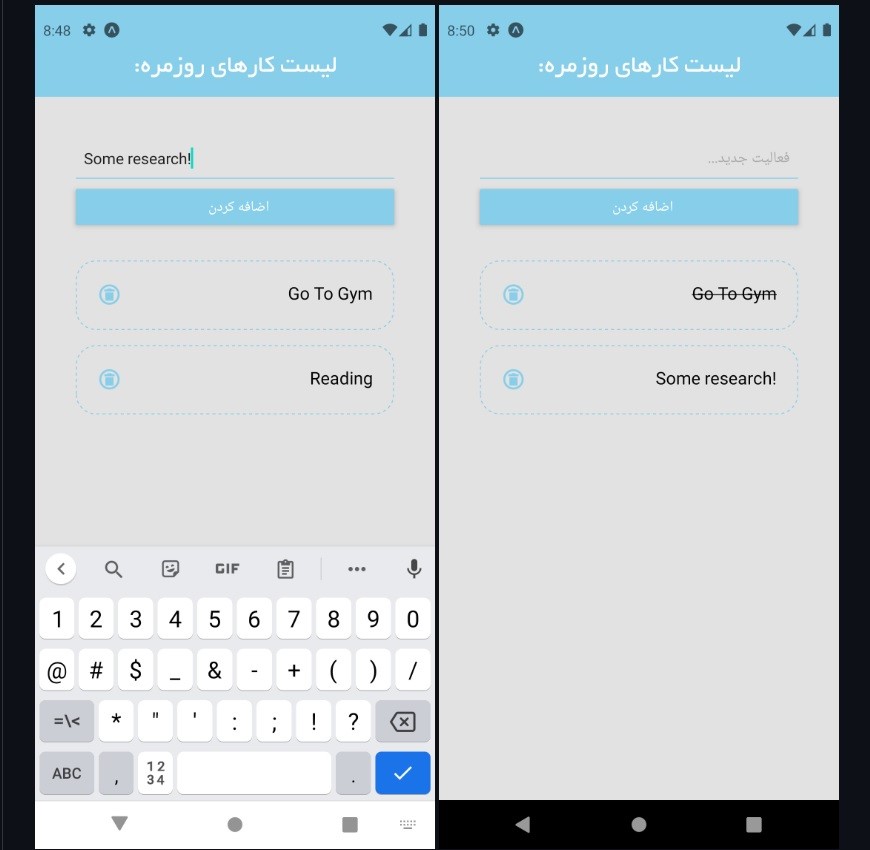 8:48
لیست کارهای روزمره:
Some research!
اضافه کردن
Go To Gym
Reading
GIF
1 2 3 4 5 6 7 8 9 0
@ # $ _ & - + ( ) /
=\< * " ' : ; ! ?
ABC , 12 34 .
8:50
لیست کارهای روزمره:
فعالیت جدید...
اضافه کردن
Go To Gym
Some research!